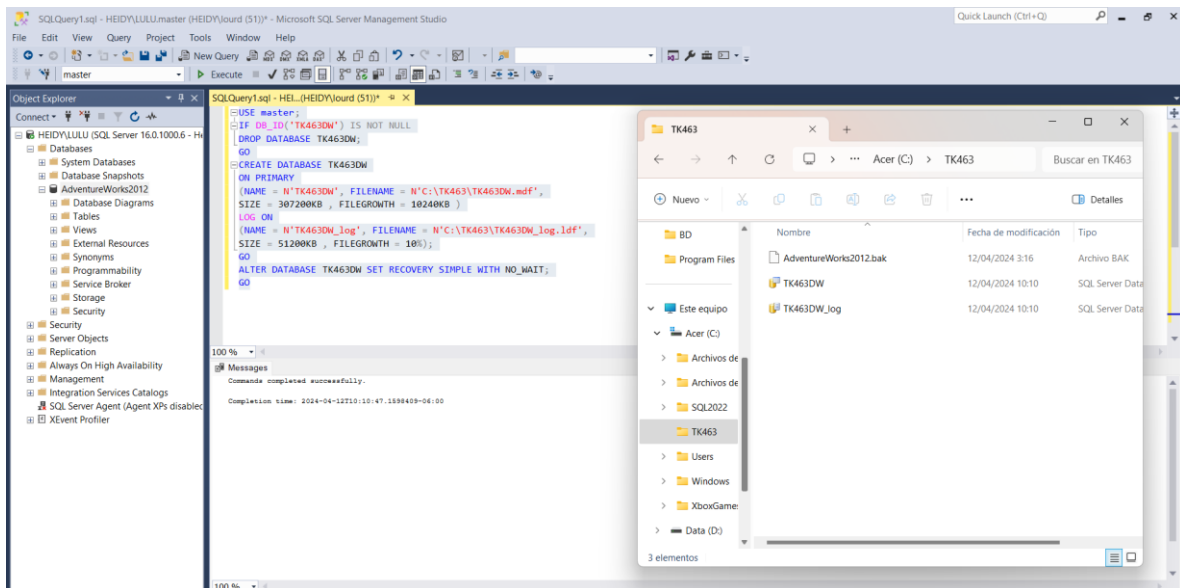 SQLQuery1.sql - HEIDY\LULU.master (HEIDY\lourd (51))* - Microsoft SQL Server Management Studio
Quick Launch (Ctrl+Q)
File Edit View Query Project Tools Window Help
New Query
master
Execute
Object Explorer
Connect
HEIDY\LULU (SQL Server 16.0.1000.6 - H
Databases
System Databases
Database Snapshots
AdventureWorks2012
Database Diagrams
Tables
Views
External Resources
Synonyms
Programmability
Service Broker
Storage
Security
Security
Server Objects
Replication
Always On High Availability
Management
Integration Services Catalogs
SQL Server Agent (Agent XPs disablec
XEvent Profiler
SQLQuery1.sql - HEI...(HEIDY\lourd (51))*
USE master;
IF DB_ID('TK463DW') IS NOT NULL
DROP DATABASE TK463DW;
GO
CREATE DATABASE TK463DW
ON PRIMARY
(NAME = N'TK463DW', FILENAME = N'C:\TK463\TK463DW.mdf',
SIZE = 307200KB , FILEGROWTH = 10240KB )
LOG ON
(NAME = N'TK463DW_log', FILENAME = N'C:\TK463\TK463DW_log.ldf',
SIZE = 51200KB , FILEGROWTH = 10%);
GO
ALTER DATABASE TK463DW SET RECOVERY SIMPLE WITH NO_WAIT;
GO
100 %
Messages
Commands completed successfully.
Completion time: 2024-04-12T10:10:47.1598409-06:00
100 %
TK463
Acer (C:) > TK463
Buscar en TK463
Nuevo
Detalles
BD
Program Files
Este equipo
Acer (C:)
Archivos de
Archivos de
SQL2022
TK463
Users
Windows
XboxGame
Data (D:)
Nombre Fecha de modificación Tipo
AdventureWorks2012.bak 12/04/2024 3:16 Archivo BAK
TK463DW 12/04/2024 10:10 SQL Server Data
TK463DW_log 12/04/2024 10:10 SQL Server Data
3 elementos